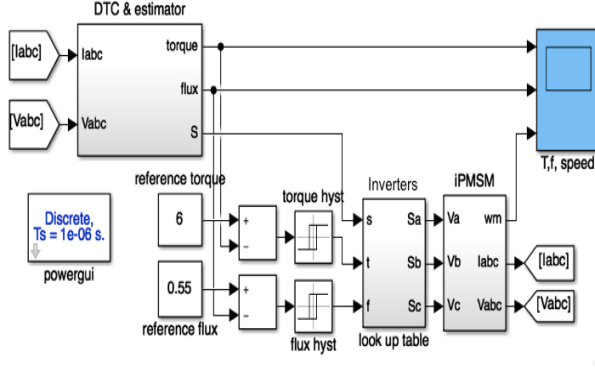 DTC & estimator
[Iabc]
Iabc
torque
flux
[Vabc]
Vabc
S
T,f, speed
reference torque
torque hyst
Inverters
iPMSM
Discrete,
Ts = 1e-06 s.
powergui
6
+
−
s
Sa
Va
wm
t
Sb
Vb
Iabc
[Iabc]
0.55
+
−
f
Sc
Vc
Vabc
[Vabc]
reference flux
flux hyst
look up table